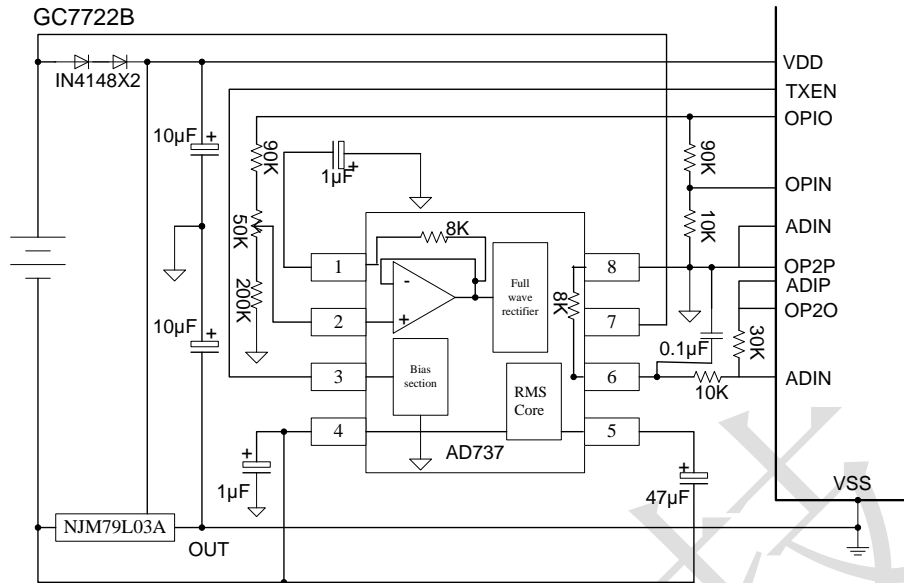 GC7722B
IN4148X2
VDD
TXEN
OPIO
10µF
+
90K
1µF
+
90K
OPIN
50K
8K
10K
ADIN
1
-
Full
wave
rectifier
8
OP2P
ADIP
200K
8K
2
+
7
OP2O
10µF
+
0.1µF
30K
3
Bias
section
6
10K
ADIN
RMS
Core
4
5
AD737
+
1µF
+
47µF
VSS
NJM79L03A
OUT